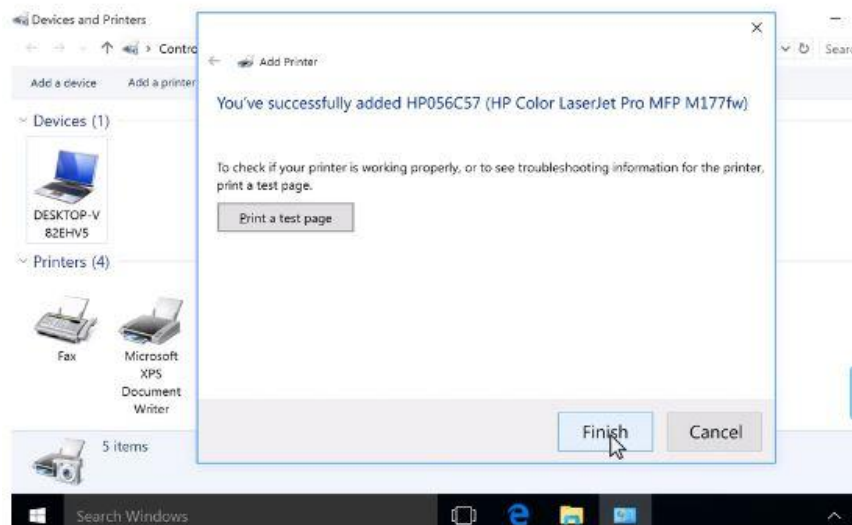 Devices and Printers
Contro
Sear
Add a device Add a printer
Devices (1)
DESKTOP-V
82EHV5
Printers (4)
Fax
Microsoft
XPS
Document
Writer
5 items
Add Printer
You've successfully added HP056C57 (HP Color LaserJet Pro MFP M177fw)
To check if your printer is working properly, or to see troubleshooting information for the printer,
print a test page.
Print a test page
Finish Cancel
Search Windows